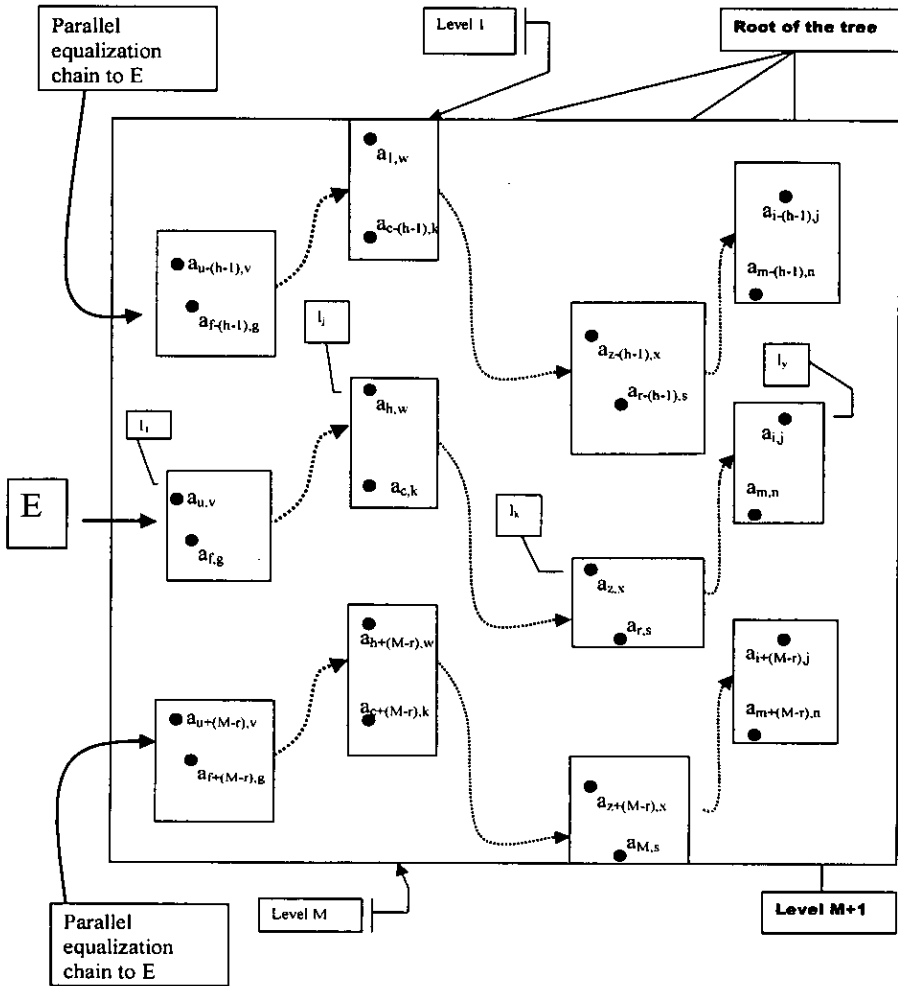 Parallel
equalization
chain to E
Level 1
Root of the tree
a1,w
ac-(h-1),k
ai-(h-1),j
am-(h-1),n
au-(h-1),v
af-(h-1),g
lj
az-(h-1),x
ar-(h-1),s
ly
ah,w
ac,k
ai,j
am,n
E
au,v
af,g
lk
az,x
ar,s
ah+(M-r),w
ac+(M-r),k
ai+(M-r),j
am+(M-r),n
au+(M-r),v
af+(M-r),g
az+(M-r),x
aM,s
Level M
Level M+1
Parallel
equalization
chain to E